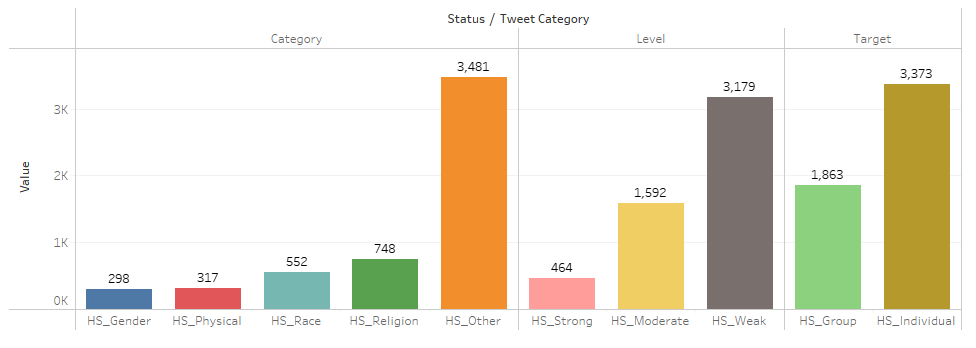 Status / Tweet Category
Category Level Target
3,481
3,373
3,179
3K
2K
1,863
1,592
1K
748
552
464
298
317
0K
Value
HS_Gender HS_Physical HS_Race HS_Religion HS_Other HS_Strong HS_Moderate HS_Weak HS_Group HS_Individual